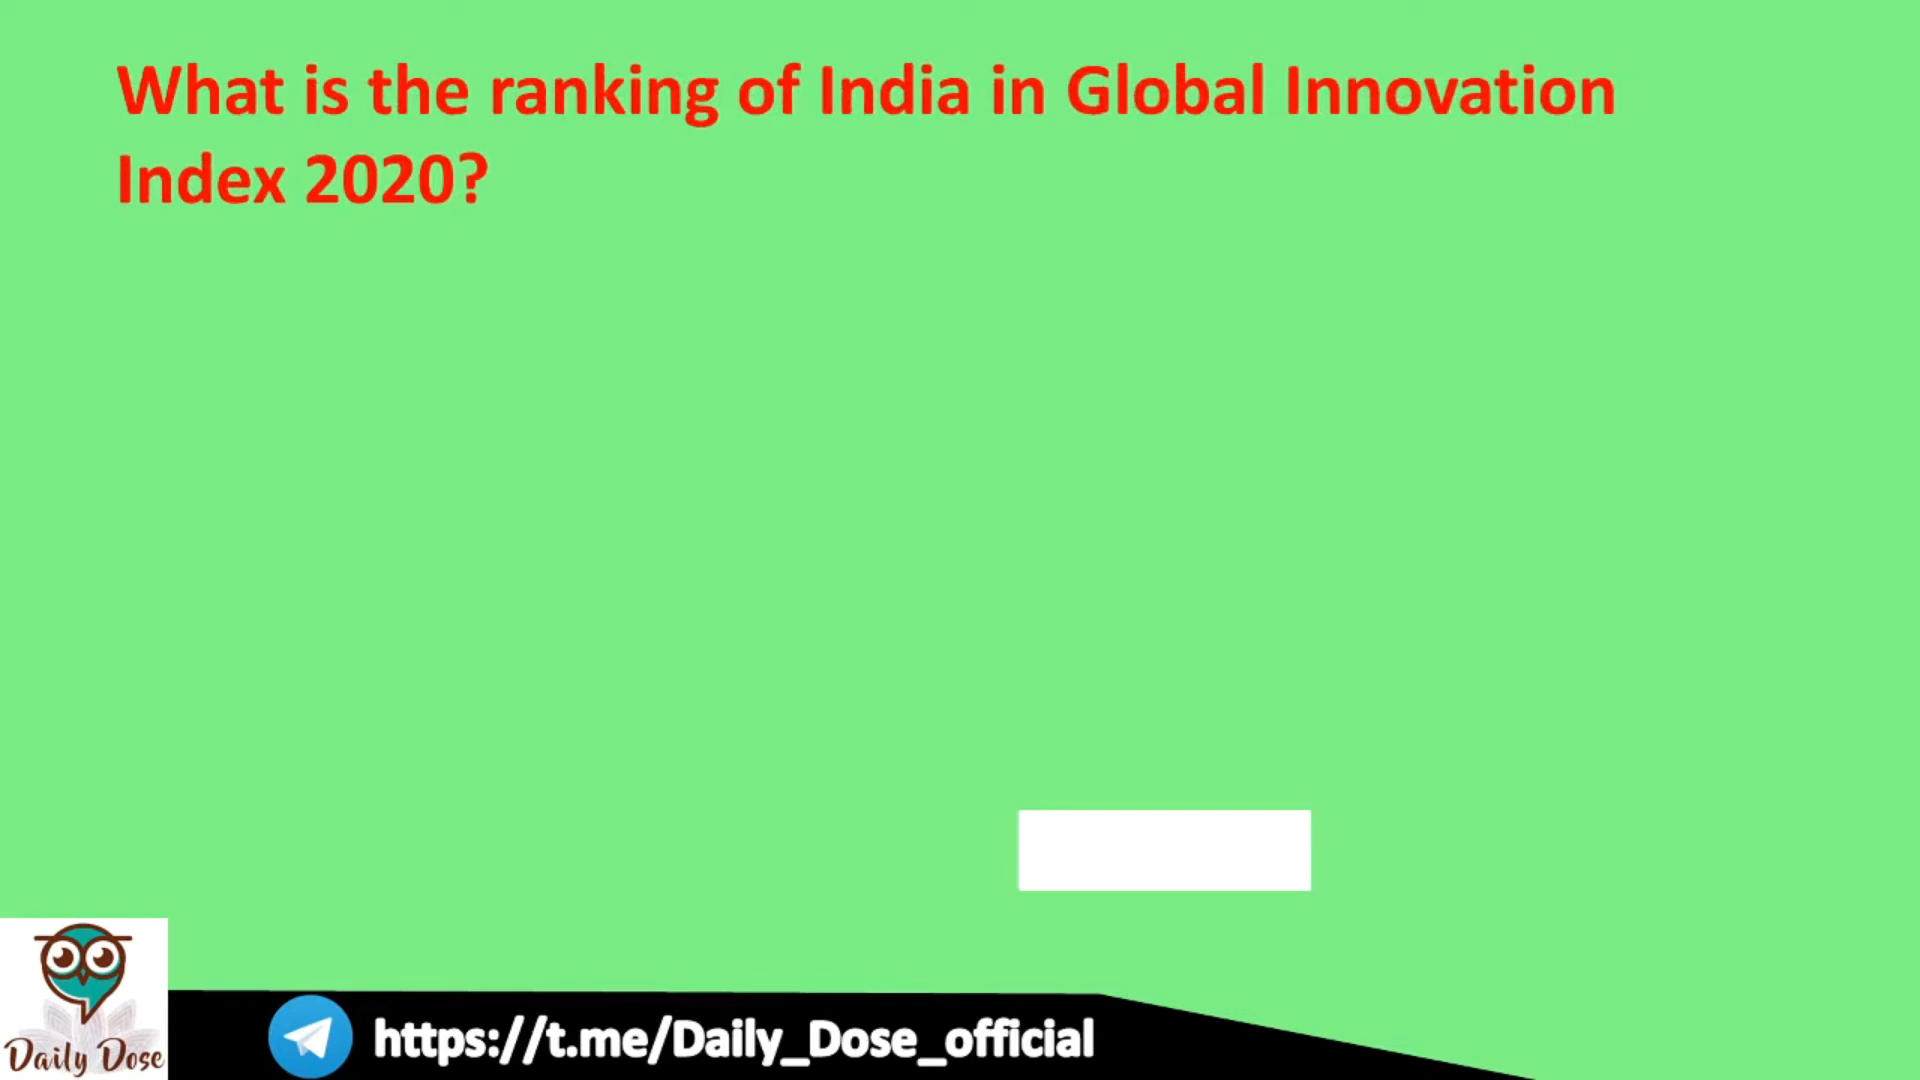 What is the ranking of India in Global Innovation
Index 2020?
Daily Dose
https://t.me/Daily_Dose_official